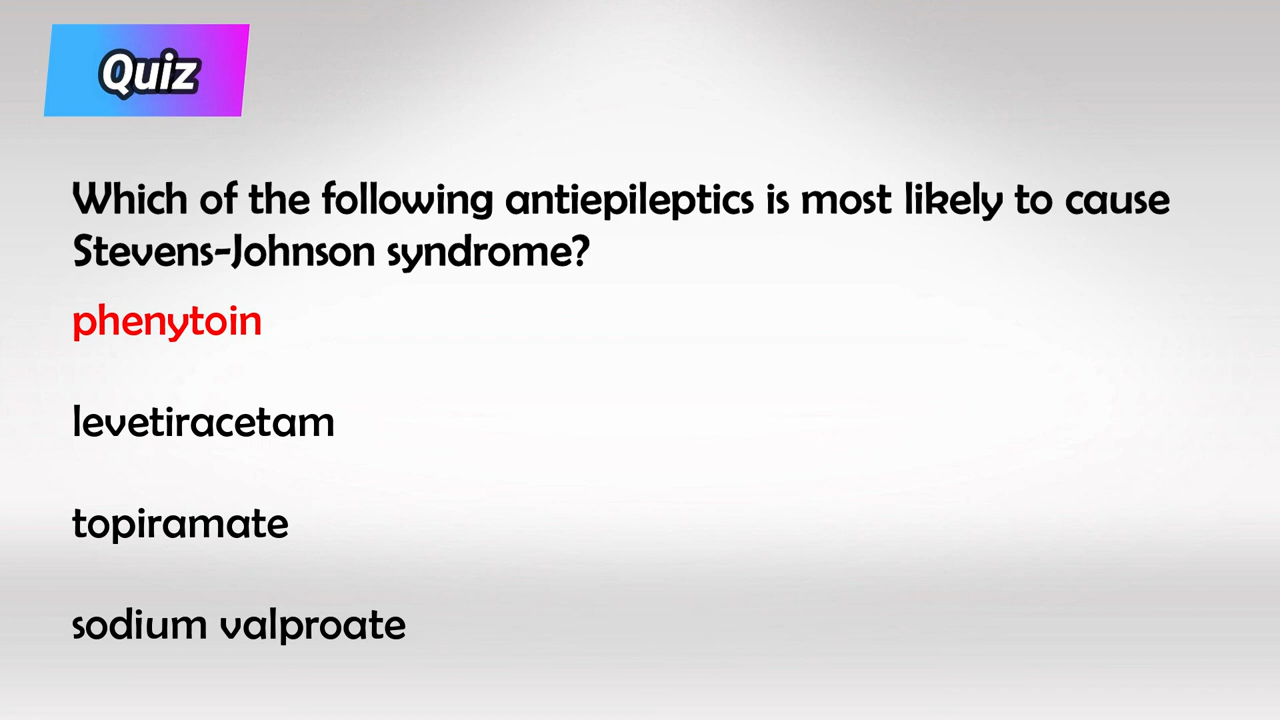 Quiz
Which of the following antiepileptics is most likely to cause
Stevens-Johnson syndrome?
phenytoin
levetiracetam
topiramate
sodium valproate